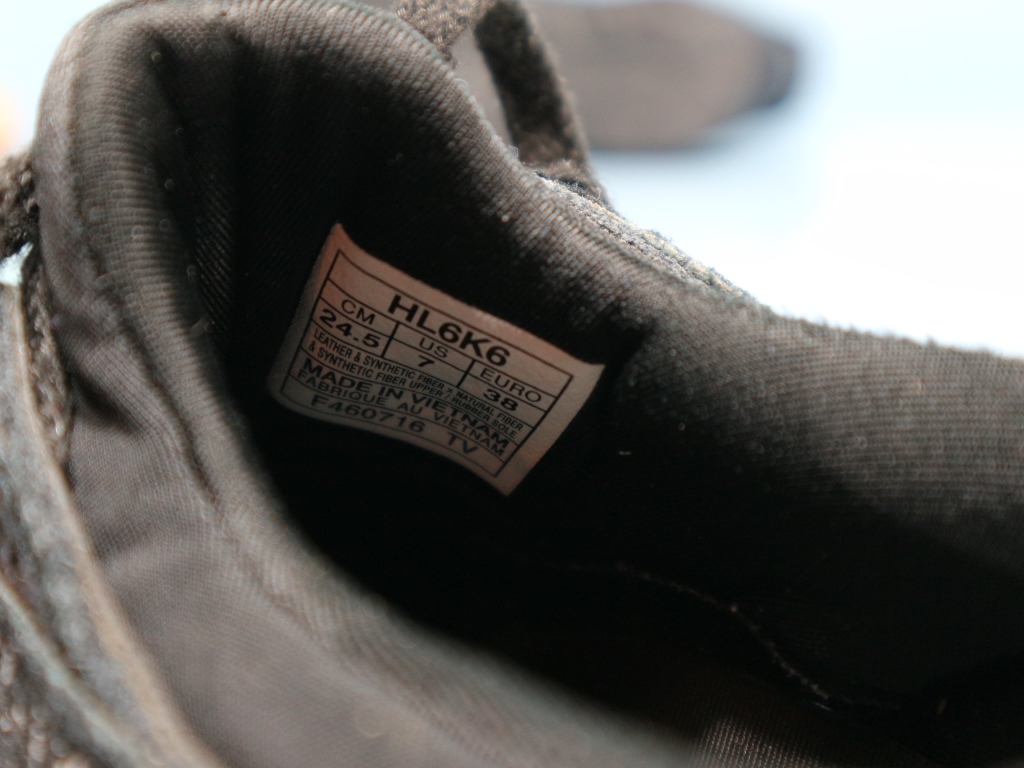 HL6K6
CM US EURO
24.5 7 38
LEATHER & SYNTHETIC FIBER * NATURAL FIBER
& SYNTHETIC FIBER UPPER / RUBBER SOLE
MADE IN VIETNAM
FABRIQUE AU VIETNAM
F460716 TV